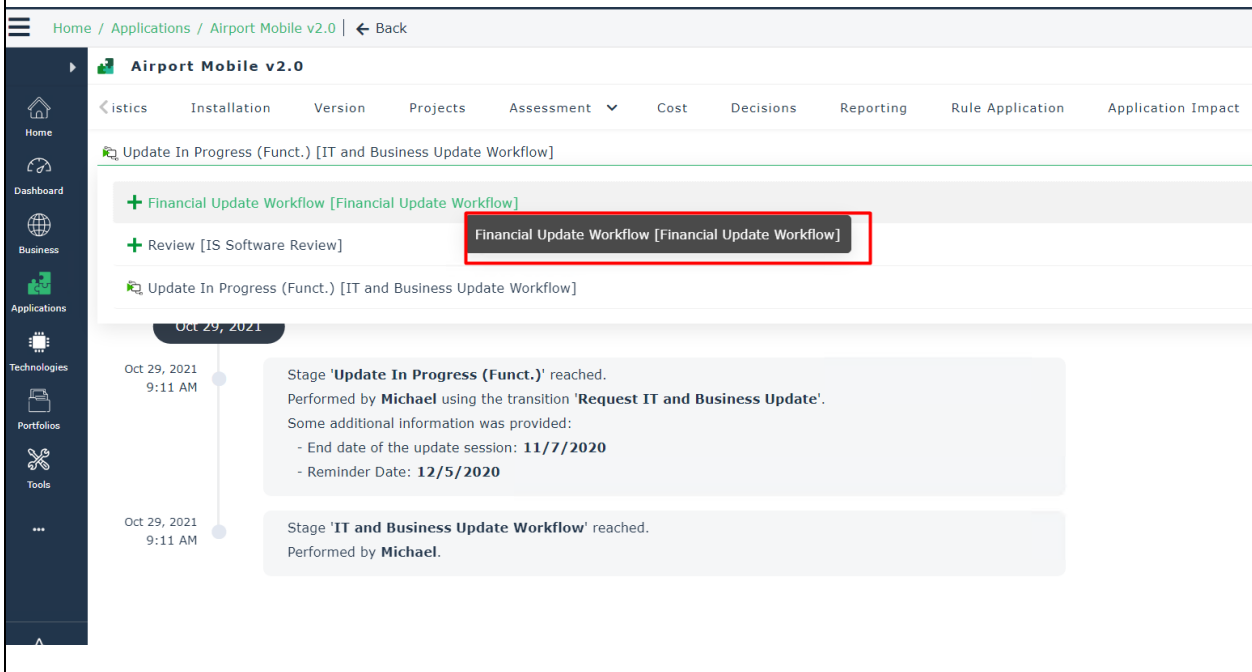 Home / Applications / Airport Mobile v2.0 | ← Back
Airport Mobile v2.0
istics Installation Version Projects Assessment Cost Decisions Reporting Rule Application Application Impact
Home
Dashboard
Business
Applications
Technologies
Portfolios
Tools
...
Update In Progress (Funct.) [IT and Business Update Workflow]
Financial Update Workflow [Financial Update Workflow]
Financial Update Workflow [Financial Update Workflow]
Review [IS Software Review]
Update In Progress (Funct.) [IT and Business Update Workflow]
Oct 29, 2021
Oct 29, 2021
9:11 AM
Stage 'Update In Progress (Funct.)' reached.
Performed by Michael using the transition 'Request IT and Business Update'.
Some additional information was provided:
- End date of the update session: 11/7/2020
- Reminder Date: 12/5/2020
Oct 29, 2021
9:11 AM
Stage 'IT and Business Update Workflow' reached.
Performed by Michael.